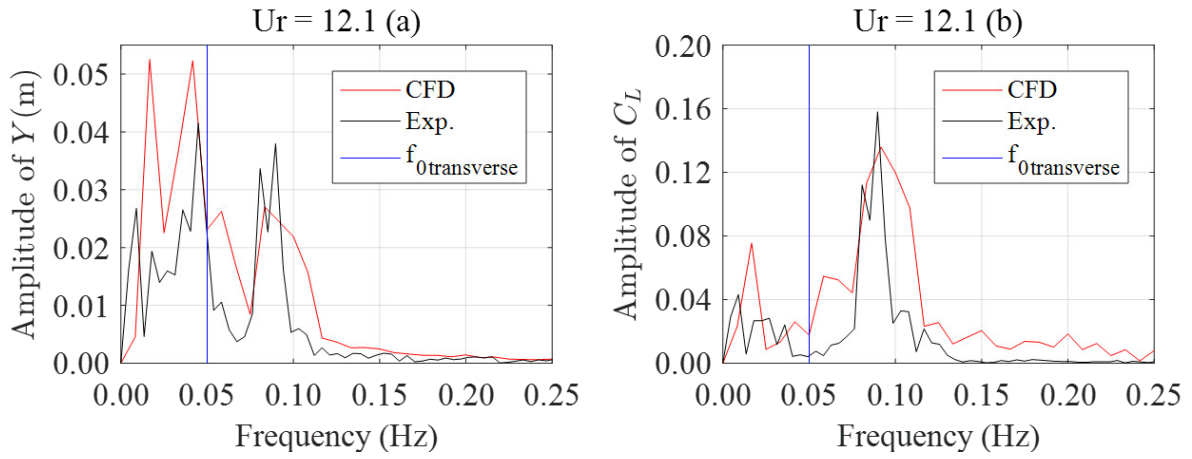 Ur = 12.1 (a)
Amplitude of Y (m)
0.05
0.04
0.03
0.02
0.01
0.00
CFD
Exp.
f0transverse
0.00 0.05 0.10 0.15 0.20 0.25
Frequency (Hz)
Ur = 12.1 (b)
Amplitude of CL
0.20
0.16
0.12
0.08
0.04
0.00
CFD
Exp.
f0transverse
0.00 0.05 0.10 0.15 0.20 0.25
Frequency (Hz)